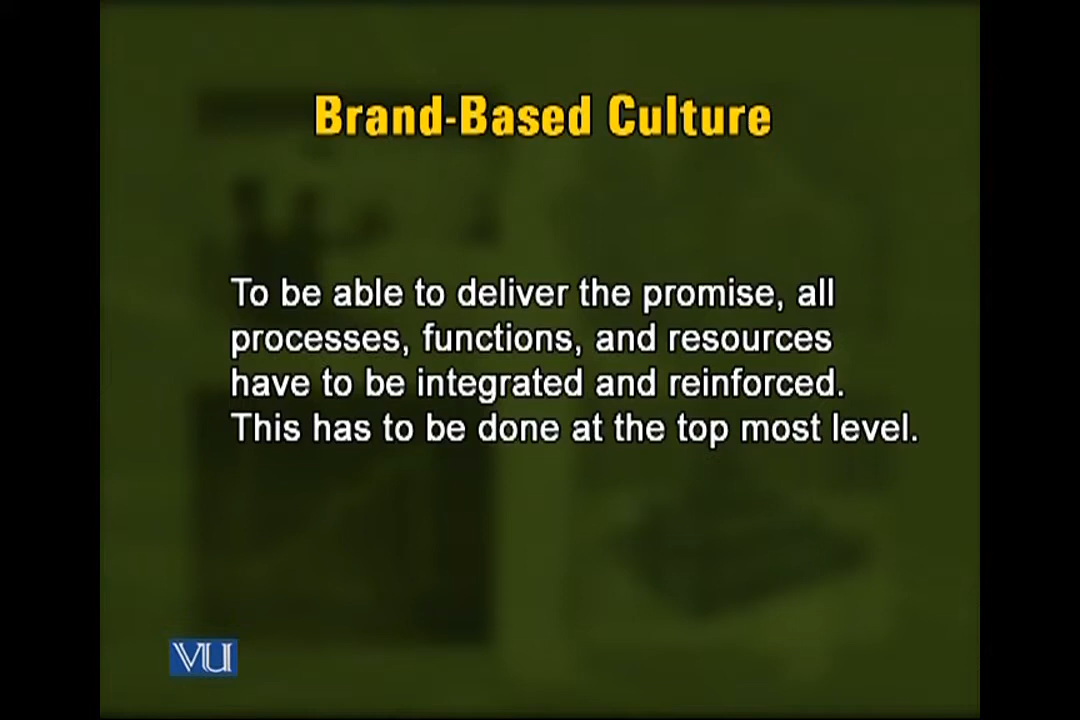 Brand-Based Culture
To be able to deliver the promise, all
processes, functions, and resources
have to be integrated and reinforced.
This has to be done at the top most level.
VU